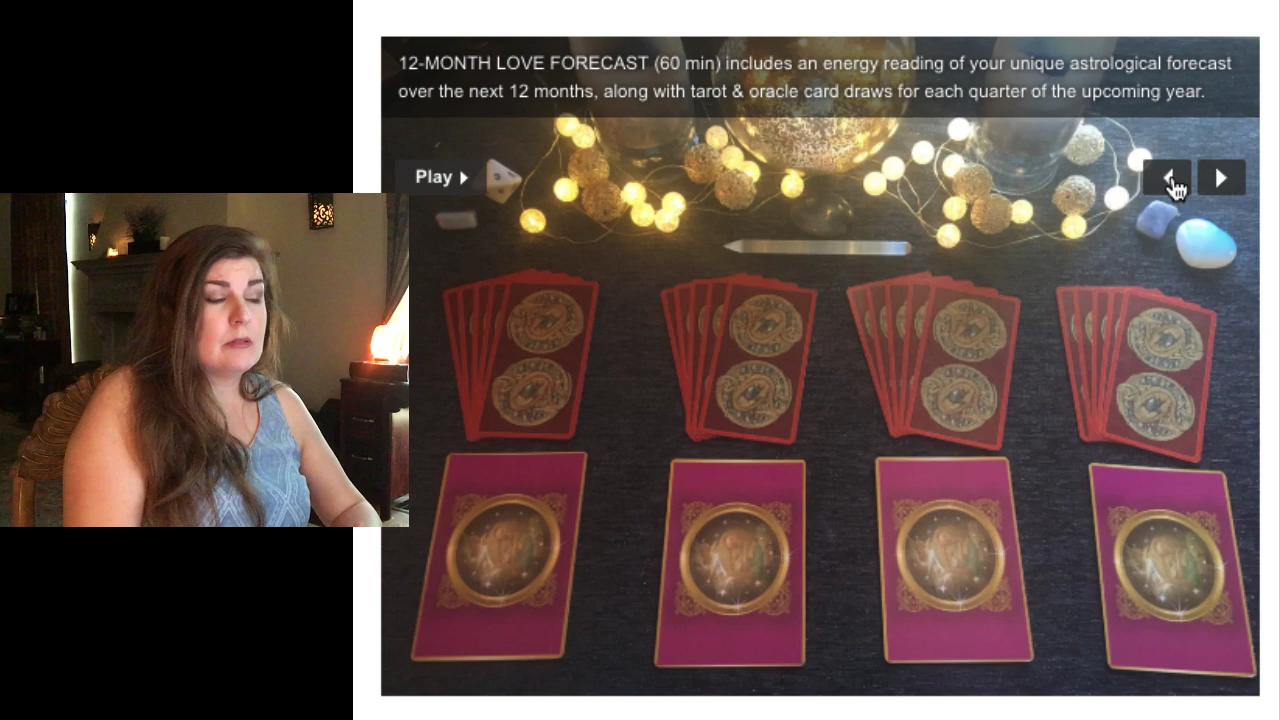 12-MONTH LOVE FORECAST (60 min) includes an energy reading of your unique astrological forecast
over the next 12 months, along with tarot & oracle card draws for each quarter of the upcoming year.
Play